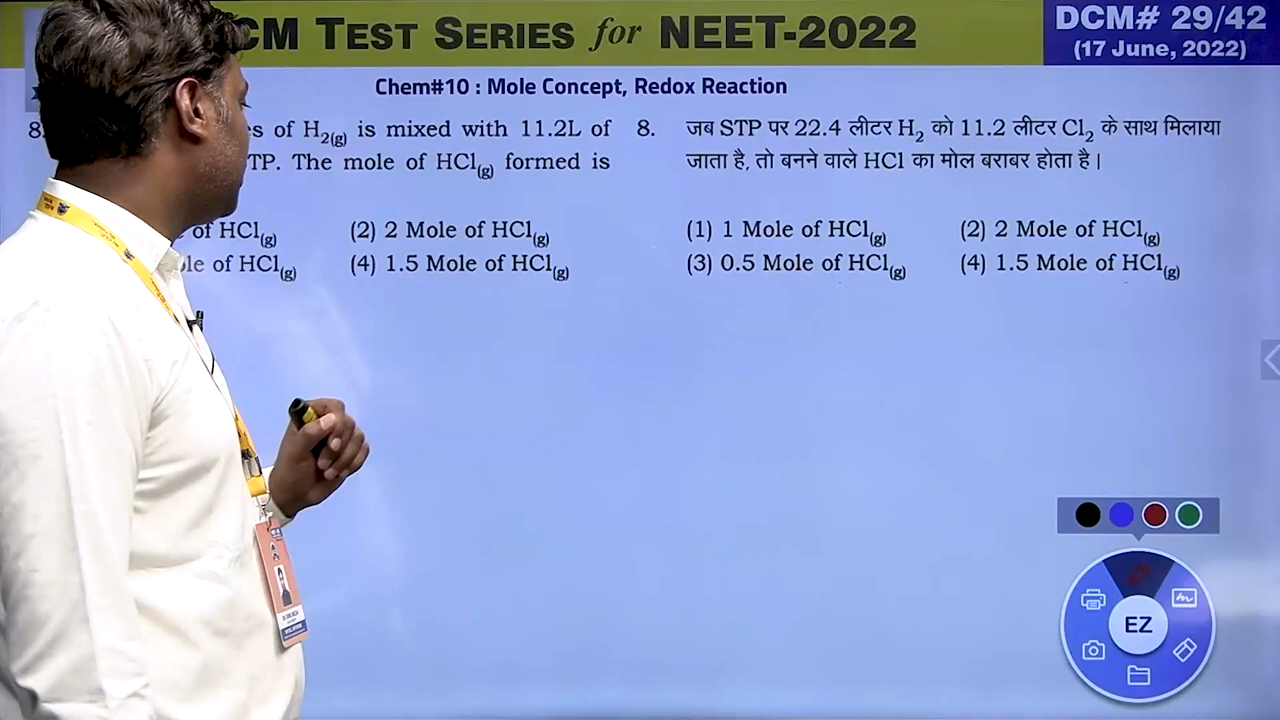 CM TEST SERIES for NEET-2022
DCM# 29/42
(17 June, 2022)
Chem#10 : Mole Concept, Redox Reaction
8. of H2(g) is mixed with 11.2L of
TP. The mole of HCl(g) formed is
of HCl(g) (2) 2 Mole of HCl(g)
of HCl(g) (4) 1.5 Mole of HCl(g)
8. जब STP पर 22.4 लीटर H2 को 11.2 लीटर Cl2 के साथ मिलाया
जाता है, तो बनने वाले HCl का मोल बराबर होता है।
(1) 1 Mole of HCl(g) (2) 2 Mole of HCl(g)
(3) 0.5 Mole of HCl(g) (4) 1.5 Mole of HCl(g)
EZ